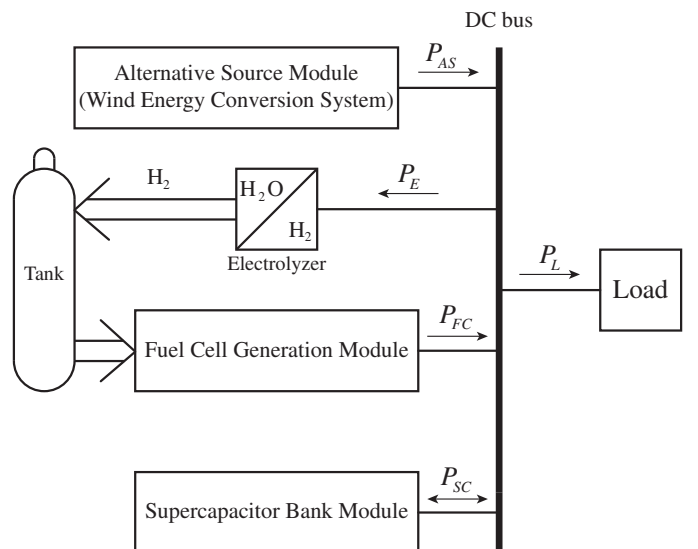 DC bus
Alternative Source Module
(Wind Energy Conversion System)
P_AS
H₂
H₂O
H₂
Electrolyzer
P_E
Tank
P_L
Load
Fuel Cell Generation Module
P_FC
Supercapacitor Bank Module
P_SC